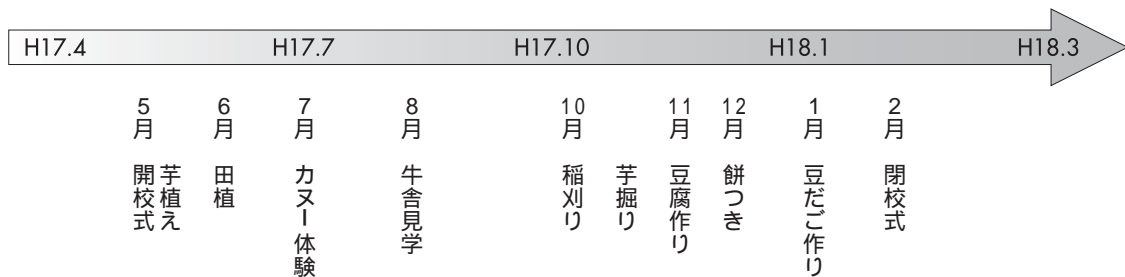 H17.4 H17.7 H17.10 H18.1 H18.3
5月 開校式
芋植え
6月 田植
7月 カヌー体験
8月 牛舎見学
10月 稲刈り
芋掘り
11月 豆腐作り
12月 餅つき
1月 豆だご作り
2月 閉校式